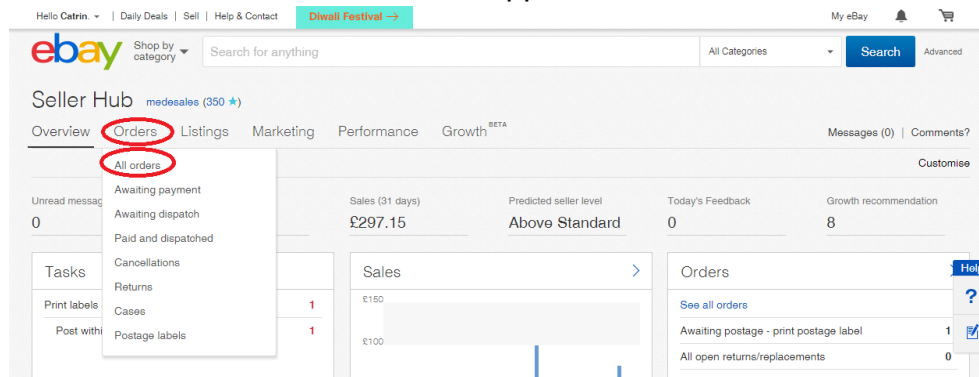 Hello Catrin. | Daily Deals | Sell | Help & Contact Diwali Festival → My eBay
ebay Shop by category Search for anything All Categories Search Advanced
Seller Hub medesales (350 ★)
Overview Orders Listings Marketing Performance Growth BETA Messages (0) | Comments?
All orders Customise
Awaiting payment
Awaiting dispatch
Paid and dispatched
Cancellations
Returns
Cases
Postage labels
Unread messag Sales (31 days) Predicted seller level Today's Feedback Growth recommendation
0 £297.15 Above Standard 0 8
Tasks Sales > Orders Help
Print labels 1 £150 See all orders ?
Post withi 1 £100 Awaiting postage - print postage label 1
All open returns/replacements 0